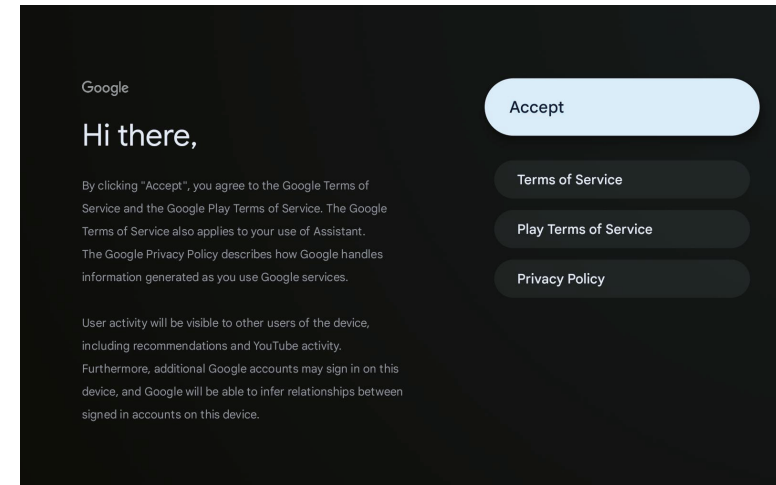 Google
Hi there,
By clicking "Accept", you agree to the Google Terms of
Service and the Google Play Terms of Service. The Google
Terms of Service also applies to your use of Assistant.
The Google Privacy Policy describes how Google handles
information generated as you use Google services.
User activity will be visible to other users of the device,
including recommendations and YouTube activity.
Furthermore, additional Google accounts may sign in on this
device, and Google will be able to infer relationships between
signed in accounts on this device.
Accept
Terms of Service
Play Terms of Service
Privacy Policy